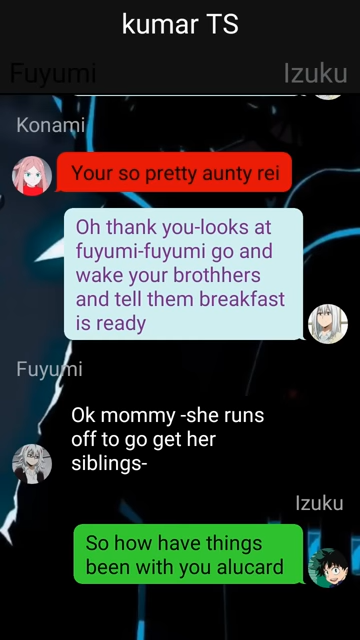 kumar TS
Fuyumi
Izuku
Konami
Your so pretty aunty rei
Oh thank you-looks at
fuyumi-fuyumi go and
wake your brothhers
and tell them breakfast
is ready
Fuyumi
Ok mommy -she runs
off to go get her
siblings-
Izuku
So how have things
been with you alucard